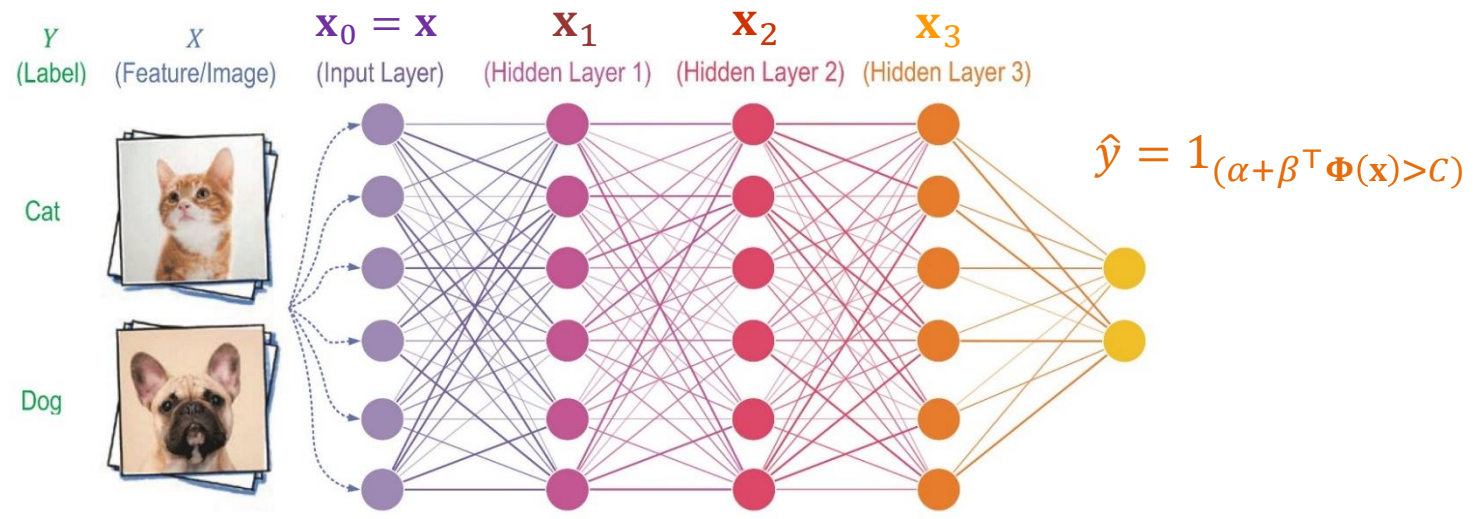 Y
(Label)
X
(Feature/Image)
𝐱₀ = 𝐱
(Input Layer)
𝐱₁
(Hidden Layer 1)
𝐱₂
(Hidden Layer 2)
𝐱₃
(Hidden Layer 3)
Cat
Dog
ŷ = 1_{(α+β^⊤𝚽(𝐱)>C)}